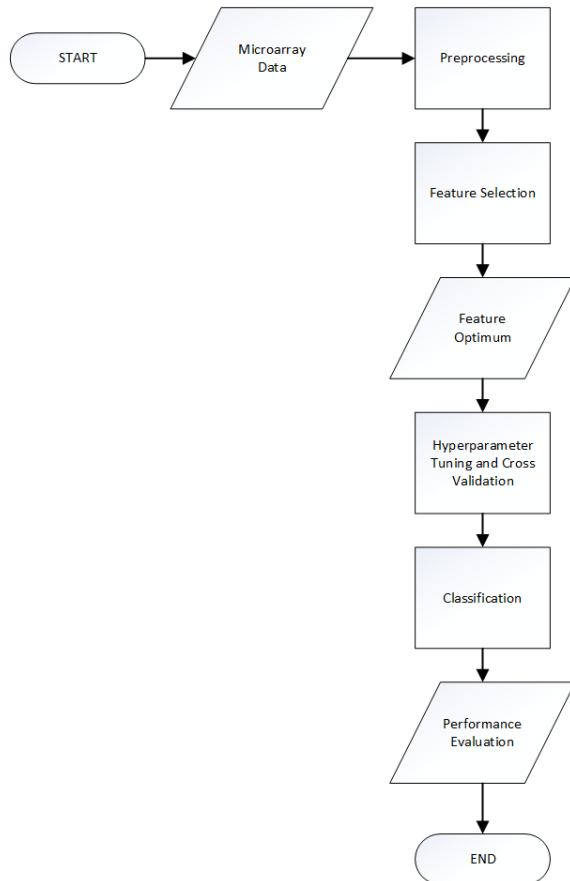 START
Microarray
Data
Preprocessing
Feature Selection
Feature
Optimum
Hyperparameter
Tuning and Cross
Validation
Classification
Performance
Evaluation
END